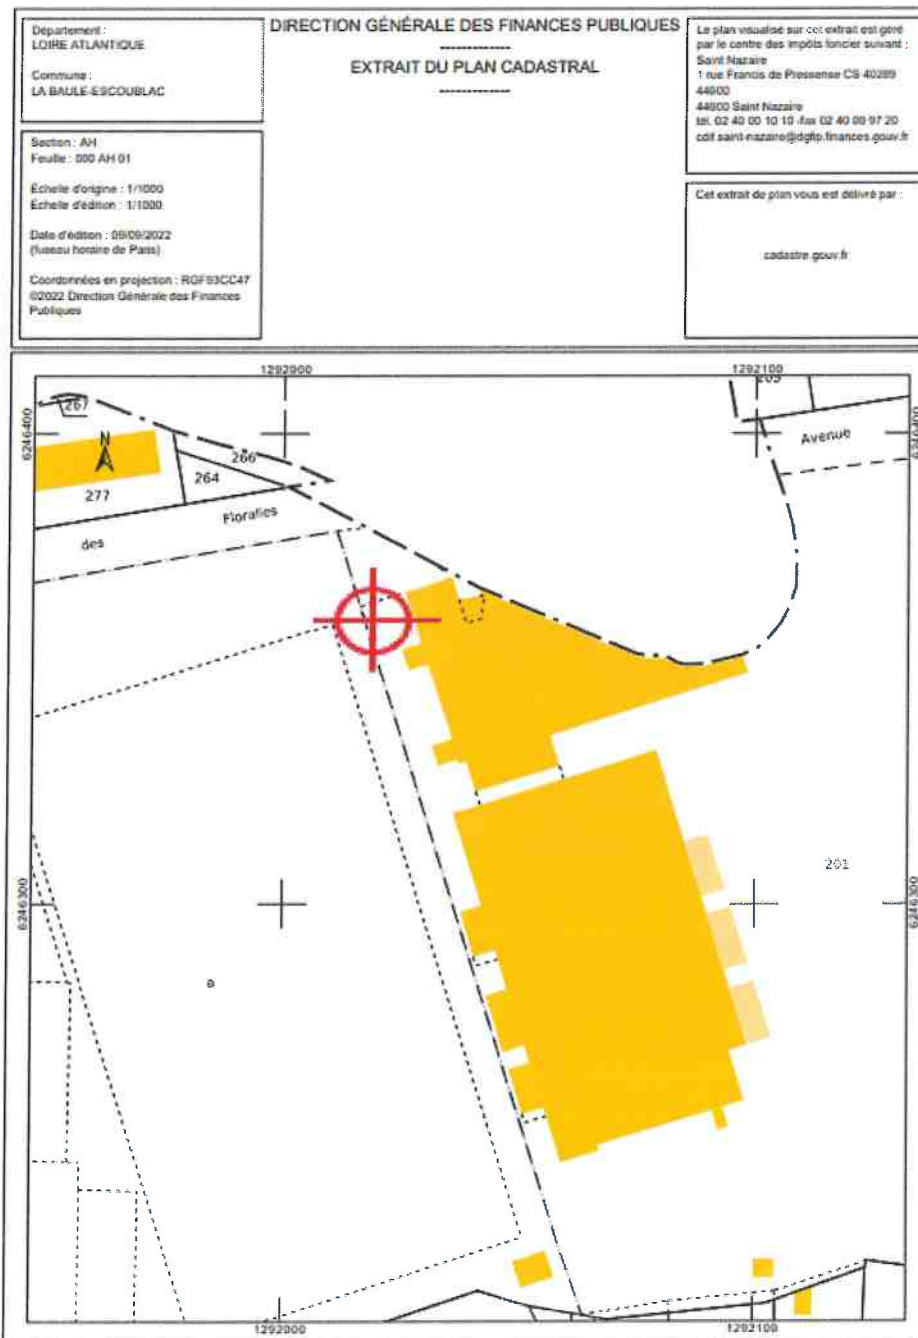 Département :
LOIRE ATLANTIQUE
Commune :
LA BAULE-ESCOUBLAC
Section : AH
Feuille : 000 AH 01
Échelle d'origine : 1/1000
Échelle d'édition : 1/1000
Date d'édition : 09/09/2022
(fuseau horaire de Paris)
Coordonnées en projection : RGF93CC47
©2022 Direction Générale des Finances
Publiques
DIRECTION GÉNÉRALE DES FINANCES PUBLIQUES
------------
EXTRAIT DU PLAN CADASTRAL
------------
Le plan visualisé sur cet extrait est géré
par le centre des impôts foncier suivant :
Saint Nazaire
1 rue Francis de Pressense CS 40289
44600
44600 Saint Nazaire
tél. 02 40 00 10 10 -fax 02 40 00 97 20
cdif.saint-nazaire@dgfip.finances.gouv.fr
Cet extrait de plan vous est délivré par :
cadastre.gouv.fr
1292000
1292100
267
6246400
6246400
N
Avenue
266
264
277
Floralies
des
201
6246300
6246300
1292000
1292100